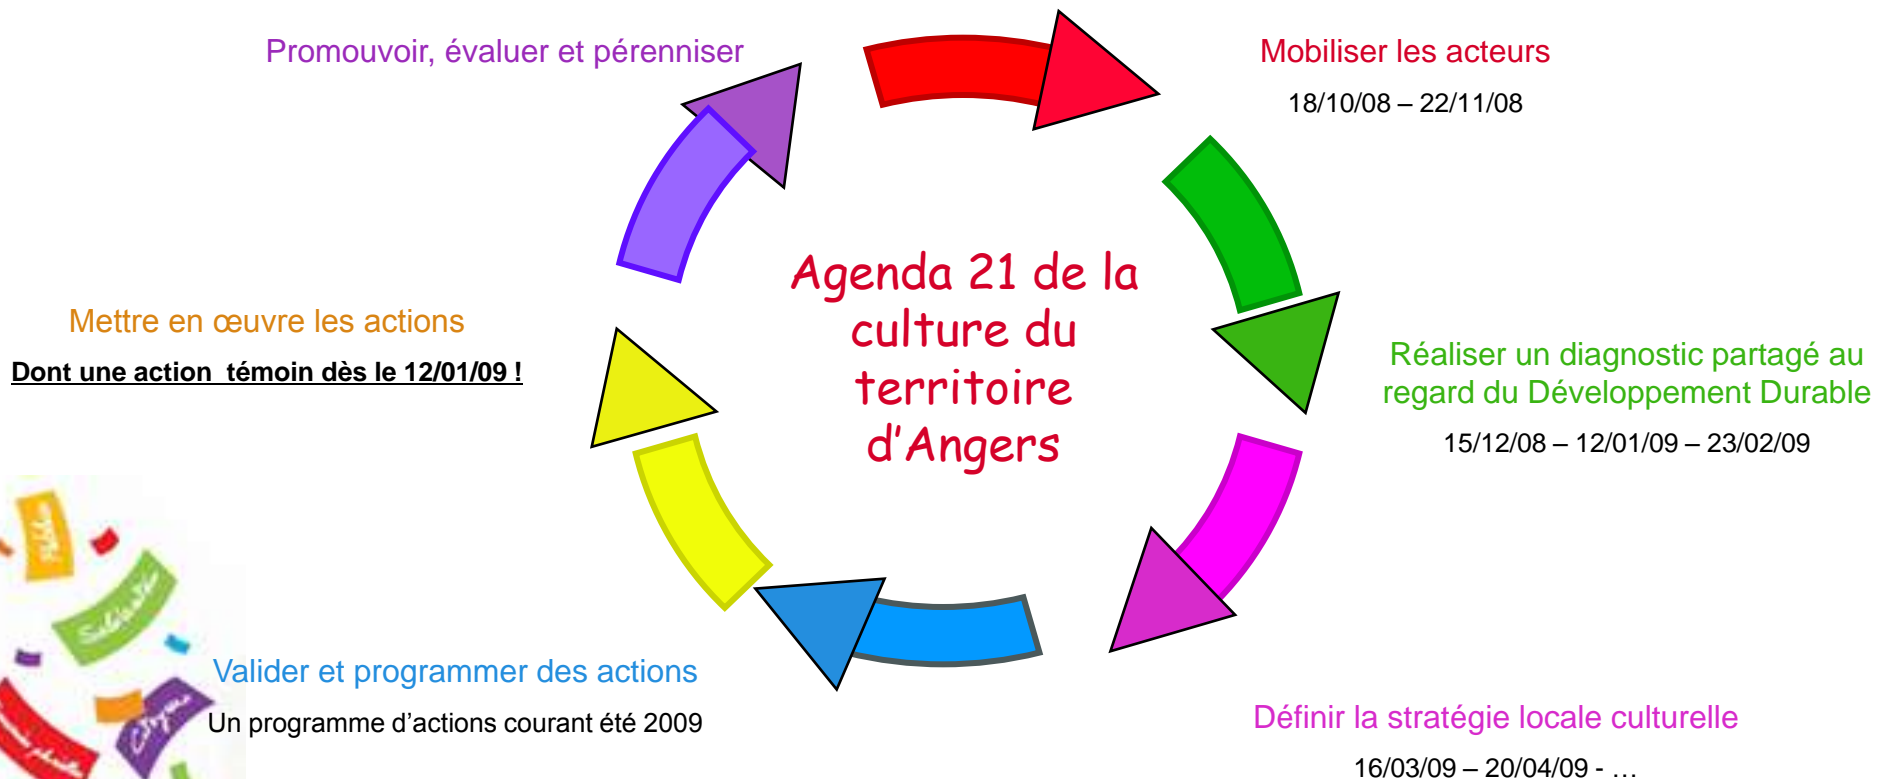 Promouvoir, évaluer et pérenniser
Mobiliser les acteurs
18/10/08 – 22/11/08
Agenda 21 de la
culture du
territoire
d’Angers
Mettre en œuvre les actions
Dont une action témoin dès le 12/01/09 !
Réaliser un diagnostic partagé au
regard du Développement Durable
15/12/08 – 12/01/09 – 23/02/09
Valider et programmer des actions
Un programme d’actions courant été 2009
Définir la stratégie locale culturelle
16/03/09 – 20/04/09 - …